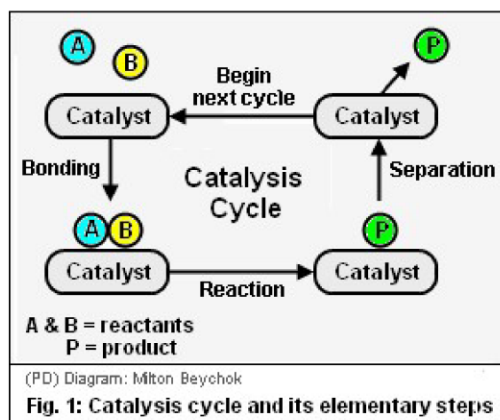 A
B
P
Begin
next cycle
Catalyst
Catalyst
Bonding
Catalysis
Cycle
Separation
A
B
P
Catalyst
Catalyst
Reaction
A & B = reactants
P = product
(PD) Diagram: Milton Beychok
Fig. 1: Catalysis cycle and its elementary steps